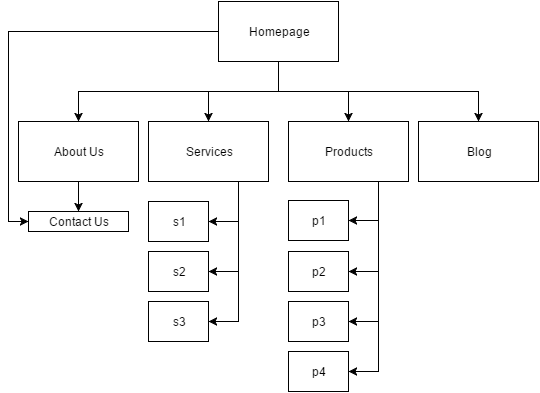 Homepage
About Us
Services
Products
Blog
Contact Us
s1
s2
s3
p1
p2
p3
p4